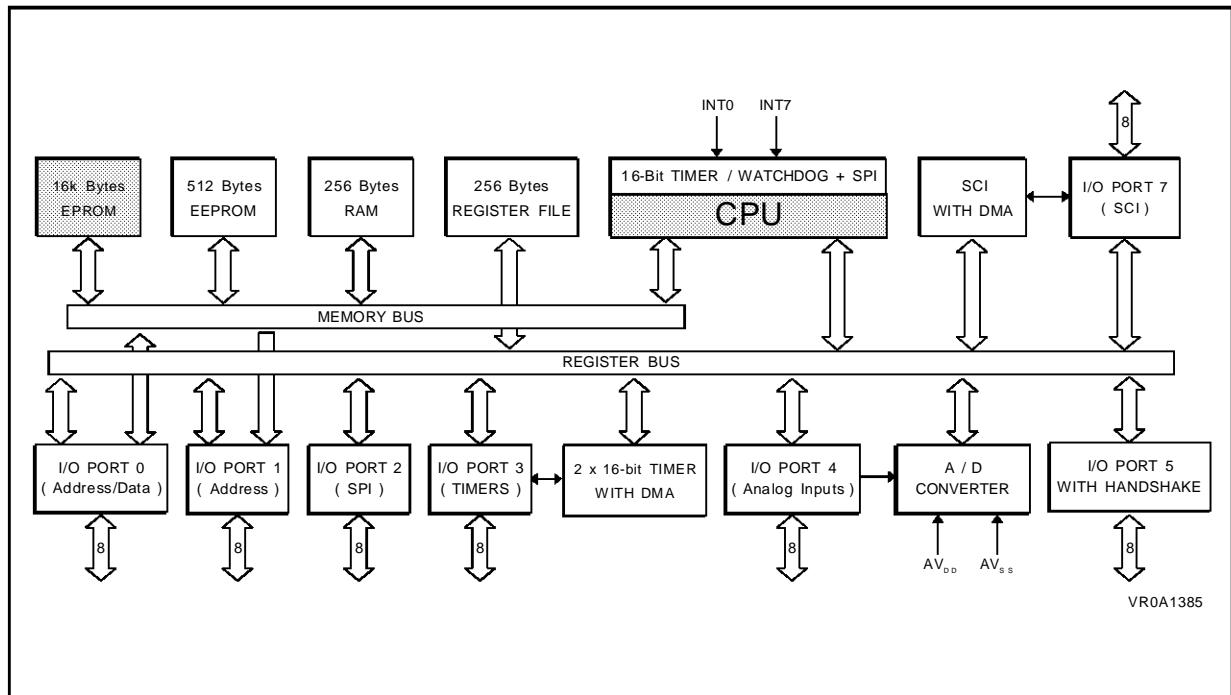 INT0 INT7
8
16k Bytes
EPROM
512 Bytes
EEPROM
256 Bytes
RAM
256 Bytes
REGISTER FILE
16-Bit TIMER / WATCHDOG + SPI
CPU
SCI
WITH DMA
I/O PORT 7
( SCI )
MEMORY BUS
REGISTER BUS
I/O PORT 0
( Address/Data )
I/O PORT 1
( Address )
I/O PORT 2
( SPI )
I/O PORT 3
( TIMERS )
2 x 16-bit TIMER
WITH DMA
I/O PORT 4
( Analog Inputs )
A / D
CONVERTER
I/O PORT 5
WITH HANDSHAKE
8 8 8 8 8 8
AVDD AVSS
VR0A1385